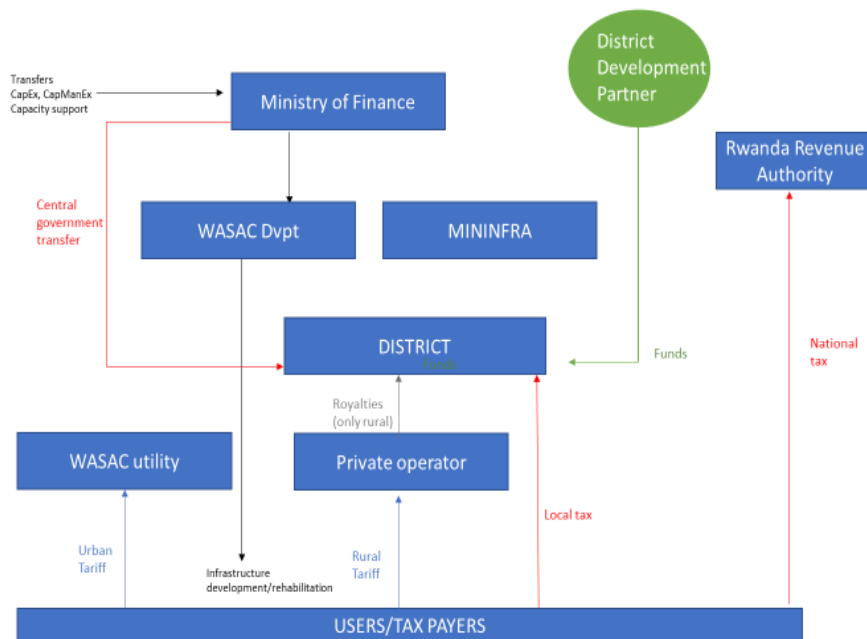 District
Development
Partner
Transfers
CapEx, CapManEx
Capacity support
Ministry of Finance
Rwanda Revenue
Authority
Central
government
transfer
WASAC Dvpt
MININFRA
DISTRICT
Funds
Funds
National
tax
Royalties
(only rural)
WASAC utility
Private operator
Local tax
Urban
Tariff
Rural
Tariff
Infrastructure
development/rehabilitation
USERS/TAX PAYERS